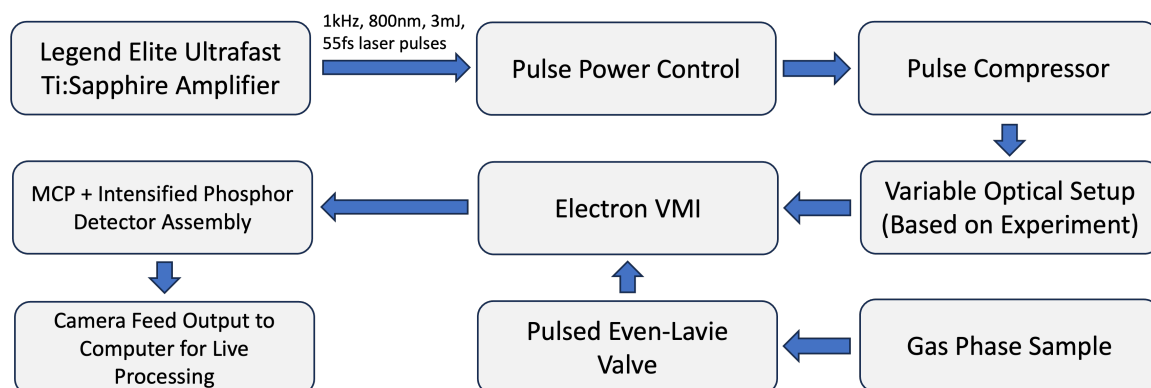 Legend Elite Ultrafast
Ti:Sapphire Amplifier
1kHz, 800nm, 3mJ,
55fs laser pulses
Pulse Power Control
Pulse Compressor
MCP + Intensified Phosphor
Detector Assembly
Electron VMI
Variable Optical Setup
(Based on Experiment)
Camera Feed Output to
Computer for Live
Processing
Pulsed Even-Lavie
Valve
Gas Phase Sample